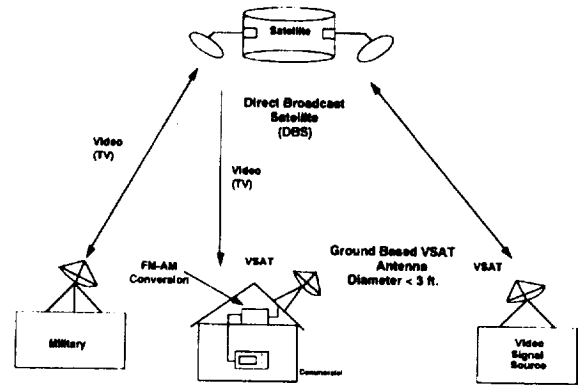 Satellite
Direct Broadcast
Satellite
(DBS)
Video
(TV)
Video
(TV)
FM-AM
Conversion
VSAT
Ground Based VSAT
Antenna
Diameter < 3 ft.
VSAT
Military
Commercial
Video
Signal
Source